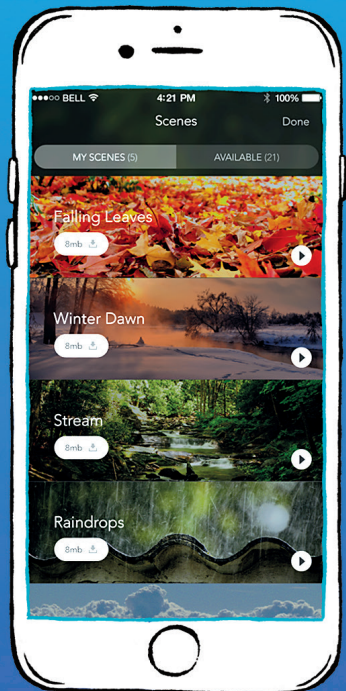 BELL 4:21 PM 100%
Scenes Done
MY SCENES (5) AVAILABLE (21)
Falling Leaves
8mb
Winter Dawn
8mb
Stream
8mb
Raindrops
8mb